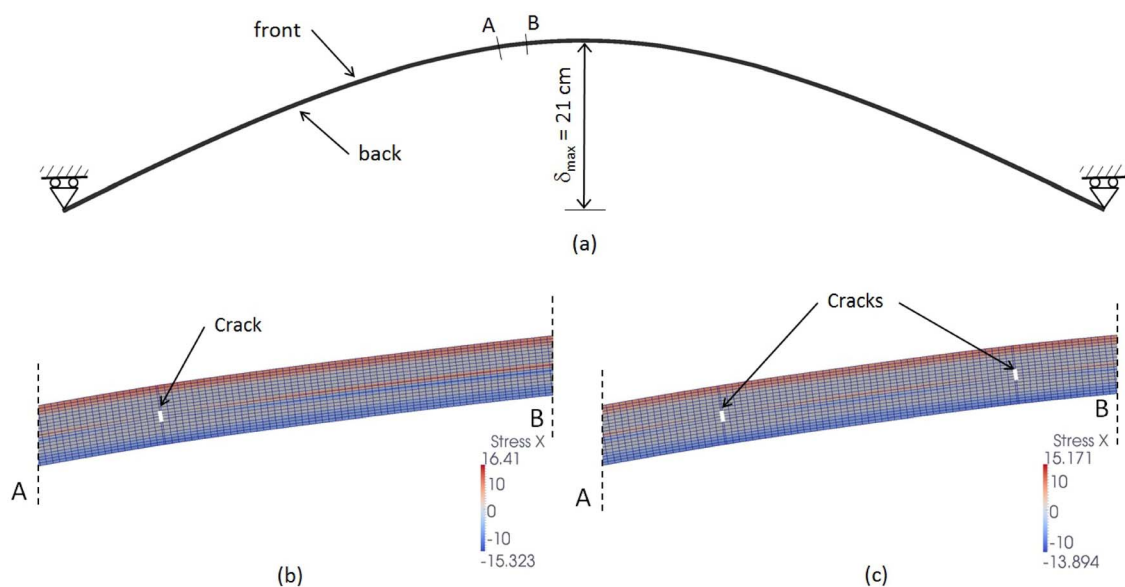 A B
front
back
δmax = 21 cm
(a)
Crack
B
A
Stress X
16.41
10
0
-10
-15.323
(b)
Cracks
B
A
Stress X
15.171
10
0
-10
-13.894
(c)